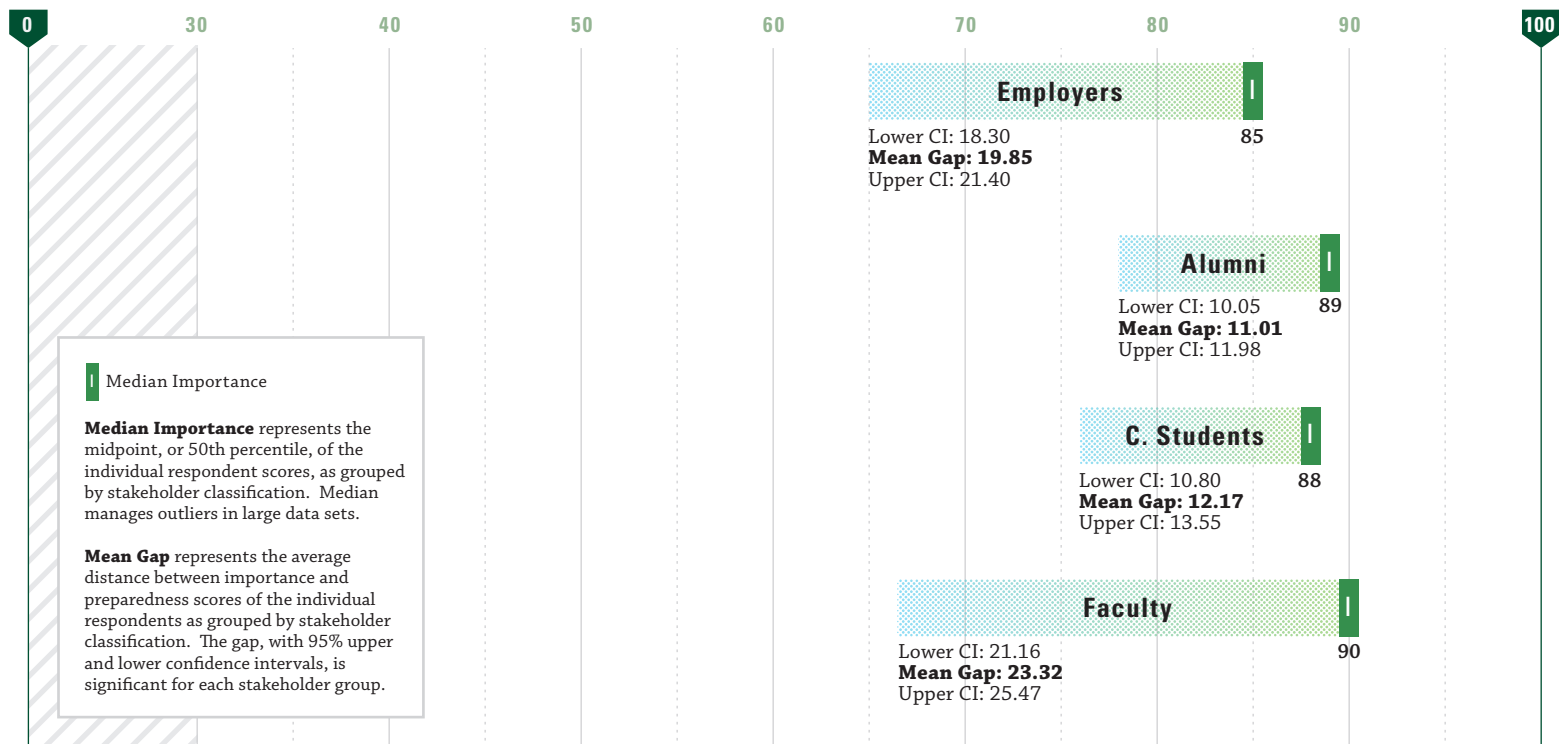 0 30 40 50 60 70 80 90 100
Employers I
Lower CI: 18.30 85
Mean Gap: 19.85
Upper CI: 21.40
Alumni I
Lower CI: 10.05 89
Mean Gap: 11.01
Upper CI: 11.98
C. Students I
Lower CI: 10.80 88
Mean Gap: 12.17
Upper CI: 13.55
Faculty I
Lower CI: 21.16 90
Mean Gap: 23.32
Upper CI: 25.47
I Median Importance
Median Importance represents the
midpoint, or 50th percentile, of the
individual respondent scores, as grouped
by stakeholder classification. Median
manages outliers in large data sets.
Mean Gap represents the average
distance between importance and
preparedness scores of the individual
respondents as grouped by stakeholder
classification. The gap, with 95% upper
and lower confidence intervals, is
significant for each stakeholder group.